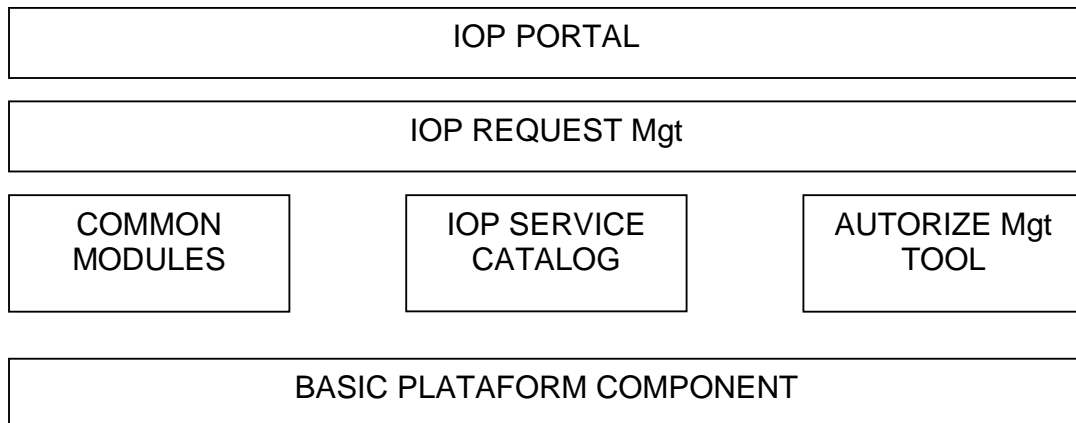 IOP PORTAL
IOP REQUEST Mgt
COMMON
MODULES
IOP SERVICE
CATALOG
AUTORIZE Mgt
TOOL
BASIC PLATAFORM COMPONENT